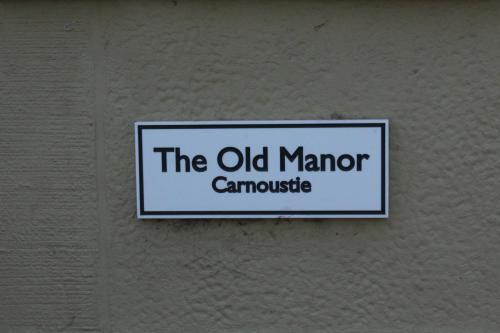 The Old Manor
Carnoustie